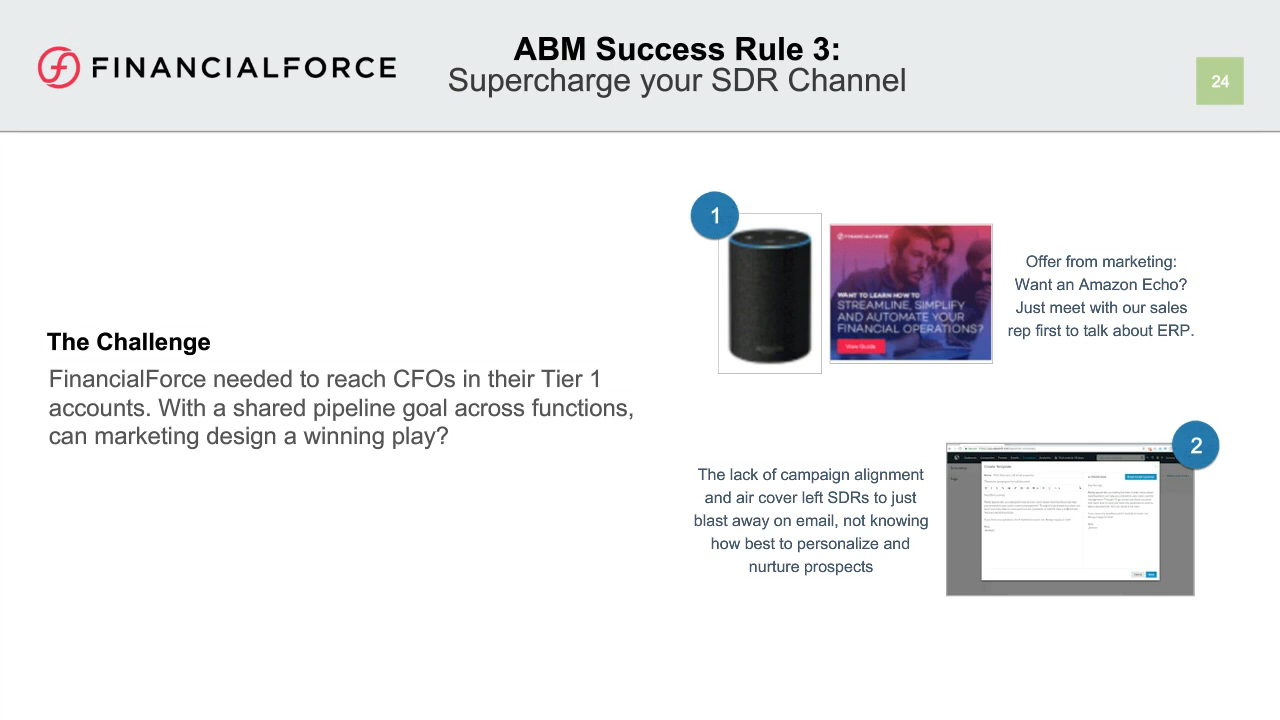 FINANCIALFORCE
ABM Success Rule 3:
Supercharge your SDR Channel
24
The Challenge
FinancialForce needed to reach CFOs in their Tier 1
accounts. With a shared pipeline goal across functions,
can marketing design a winning play?
1
FINANCIALFORCE
WANT TO LEARN HOW TO
STREAMLINE, SIMPLIFY
AND AUTOMATE YOUR
FINANCIAL OPERATIONS?
View Guide
Offer from marketing:
Want an Amazon Echo?
Just meet with our sales
rep first to talk about ERP.
2
The lack of campaign alignment
and air cover left SDRs to just
blast away on email, not knowing
how best to personalize and
nurture prospects